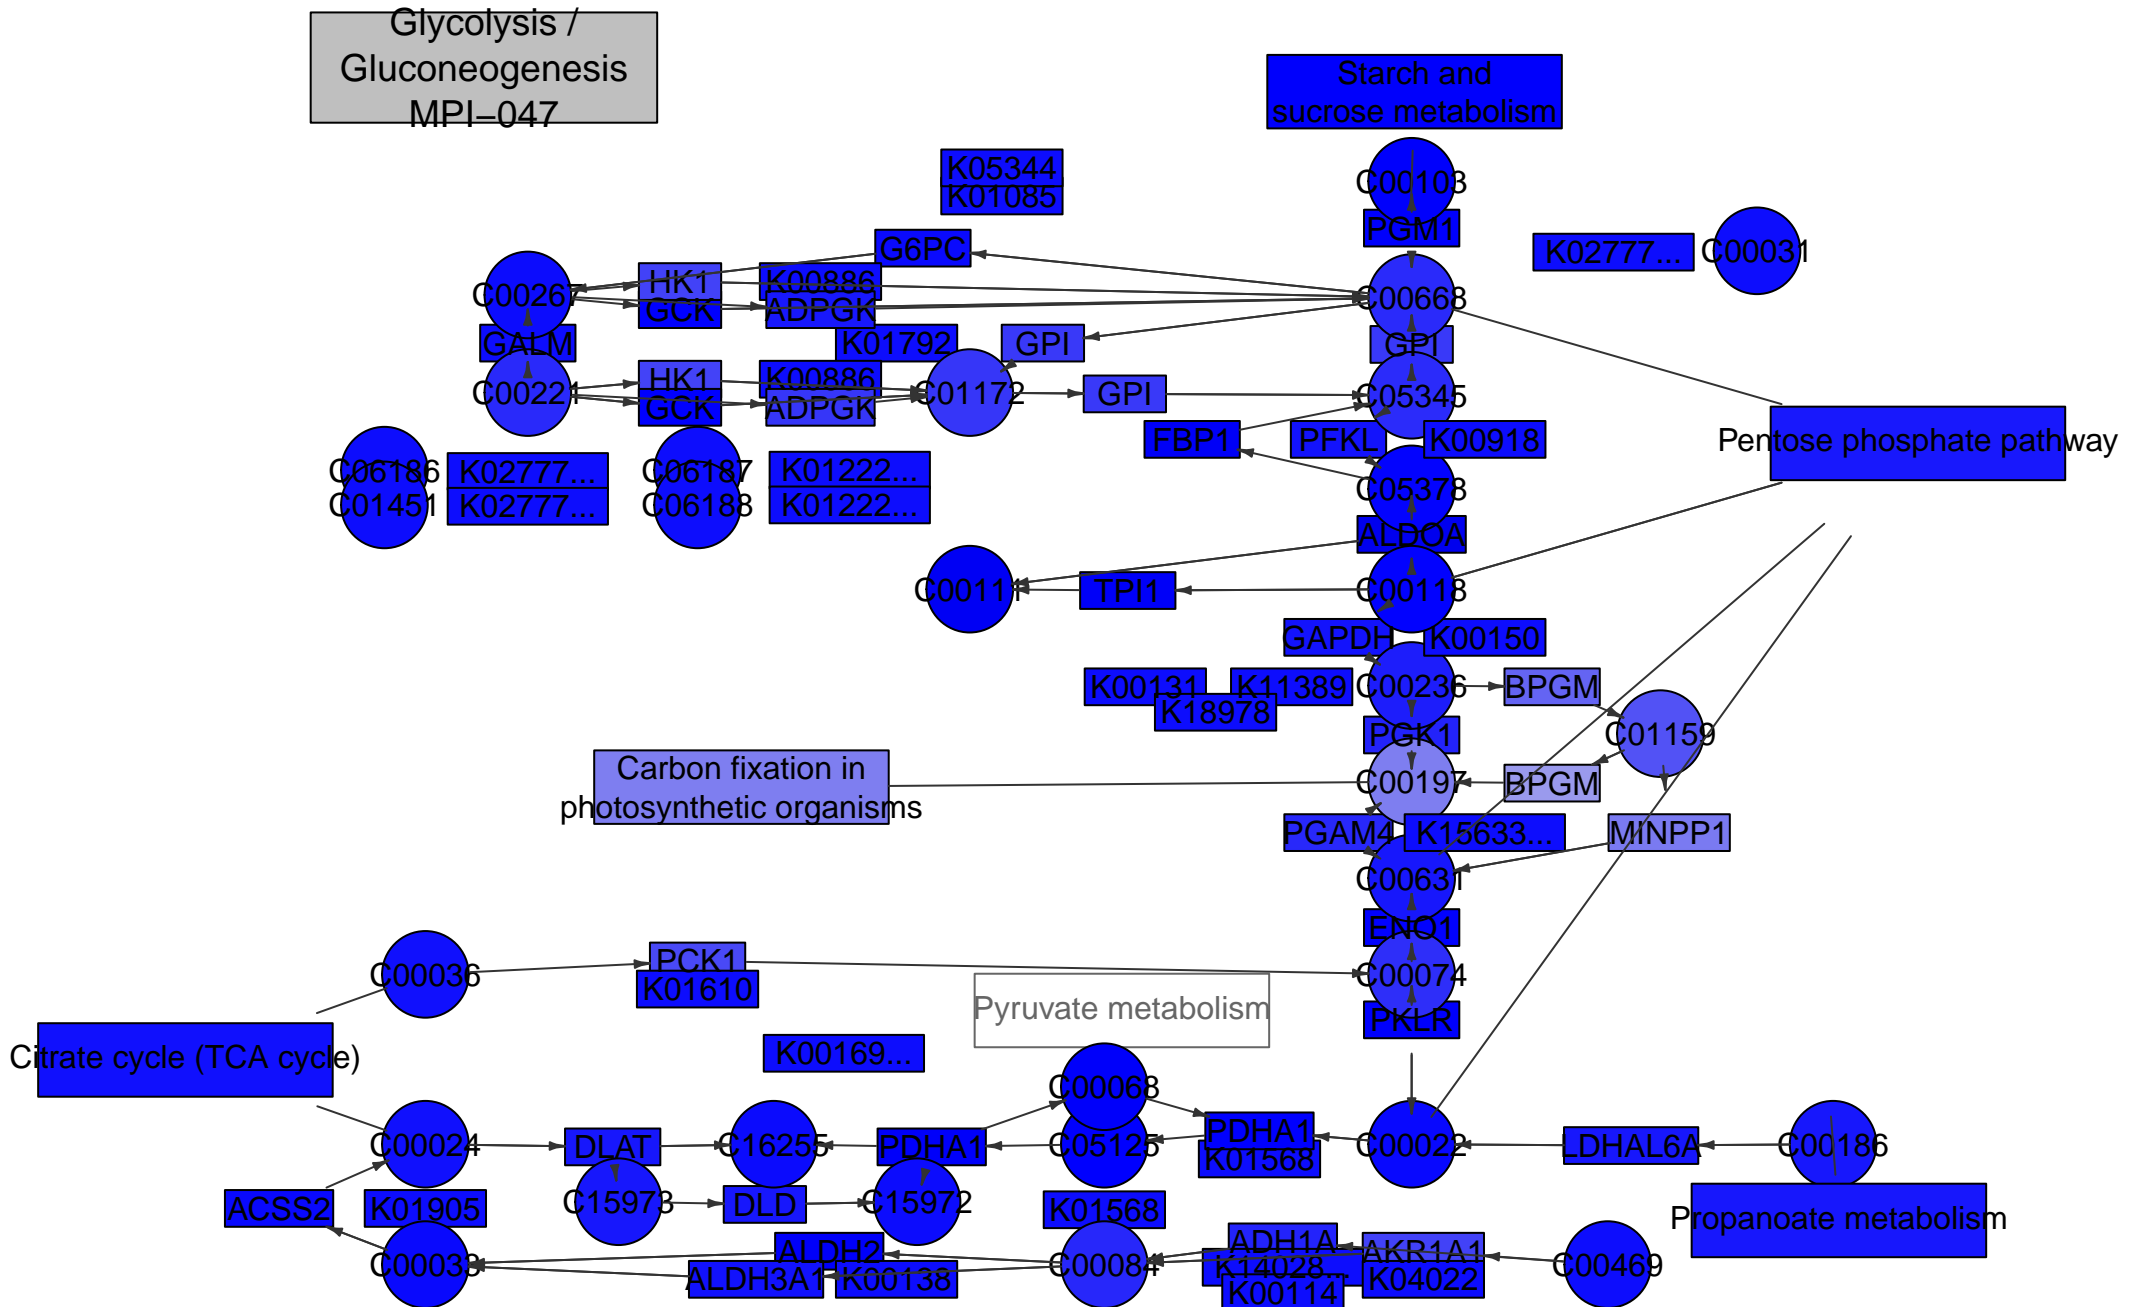 Glycolysis /
Gluconeogenesis
MPI−047
Starch and
sucrose metabolism
K05344
K01085
C00103
PGM1
G6PC
K02777...
C00031
C00267
HK1
K00886
GCK
ADPGK
C00668
GALM
K01792
GPI
GPI
C00221
HK1
K00886
GCK
ADPGK
C01172
GPI
C05345
FBP1
PFKL
K00918
Pentose phosphate pathway
C06186
K02777...
C06187
K01222...
C05378
C01451
K02777...
C06188
K01222...
ALDOA
C00111
TPI1
C00118
GAPDH
K00150
K00131
K11389
K18978
C00236
BPGM
PGK1
C01159
Carbon fixation in
photosynthetic organisms
C00197
BPGM
PGAM4
K15633...
MINPP1
C00631
ENO1
C00036
PCK1
K01610
C00074
Pyruvate metabolism
PKLR
Citrate cycle (TCA cycle)
K00169...
C00068
C00024
DLAT
C16255
PDHA1
C05125
PDHA1
K01568
C00022
LDHAL6A
C00186
ACSS2
K01905
C15973
DLD
C15972
K01568
Propanoate metabolism
C00033
ALDH2
ALDH3A1
K00138
C00084
ADH1A
K14028...
K00114
AKR1A1
K04022
C00469